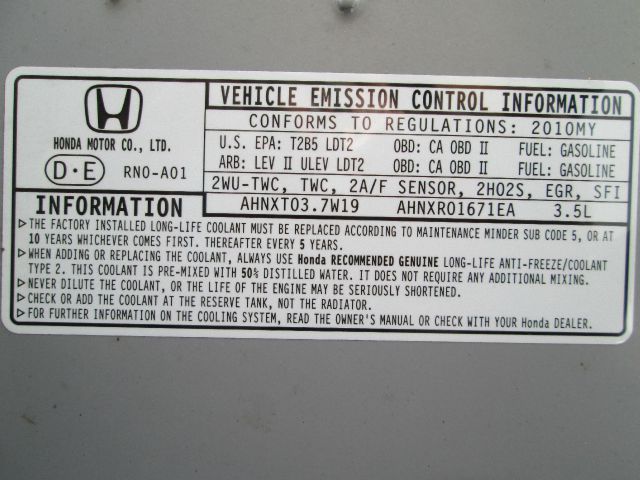 HONDA MOTOR CO., LTD.
D·E RN0-A01
VEHICLE EMISSION CONTROL INFORMATION
CONFORMS TO REGULATIONS: 2010MY
U.S. EPA: T2B5 LDT2 OBD: CA OBD II FUEL: GASOLINE
ARB: LEV II ULEV LDT2 OBD: CA OBD II FUEL: GASOLINE
2WU-TWC, TWC, 2A/F SENSOR, 2HO2S, EGR, SFI
AHNXT03.7W19 AHNXR01671EA 3.5L
INFORMATION
▷THE FACTORY INSTALLED LONG-LIFE COOLANT MUST BE REPLACED ACCORDING TO MAINTENANCE MINDER SUB CODE 5, OR AT
10 YEARS WHICHEVER COMES FIRST. THEREAFTER EVERY 5 YEARS.
▷WHEN ADDING OR REPLACING THE COOLANT, ALWAYS USE Honda RECOMMENDED GENUINE LONG-LIFE ANTI-FREEZE/COOLANT
TYPE 2. THIS COOLANT IS PRE-MIXED WITH 50% DISTILLED WATER. IT DOES NOT REQUIRE ANY ADDITIONAL MIXING.
▷NEVER DILUTE THE COOLANT, OR THE LIFE OF THE ENGINE MAY BE SERIOUSLY SHORTENED.
▷CHECK OR ADD THE COOLANT AT THE RESERVE TANK, NOT THE RADIATOR.
▷FOR FURTHER INFORMATION ON THE COOLING SYSTEM, READ THE OWNER'S MANUAL OR CHECK WITH YOUR Honda DEALER.